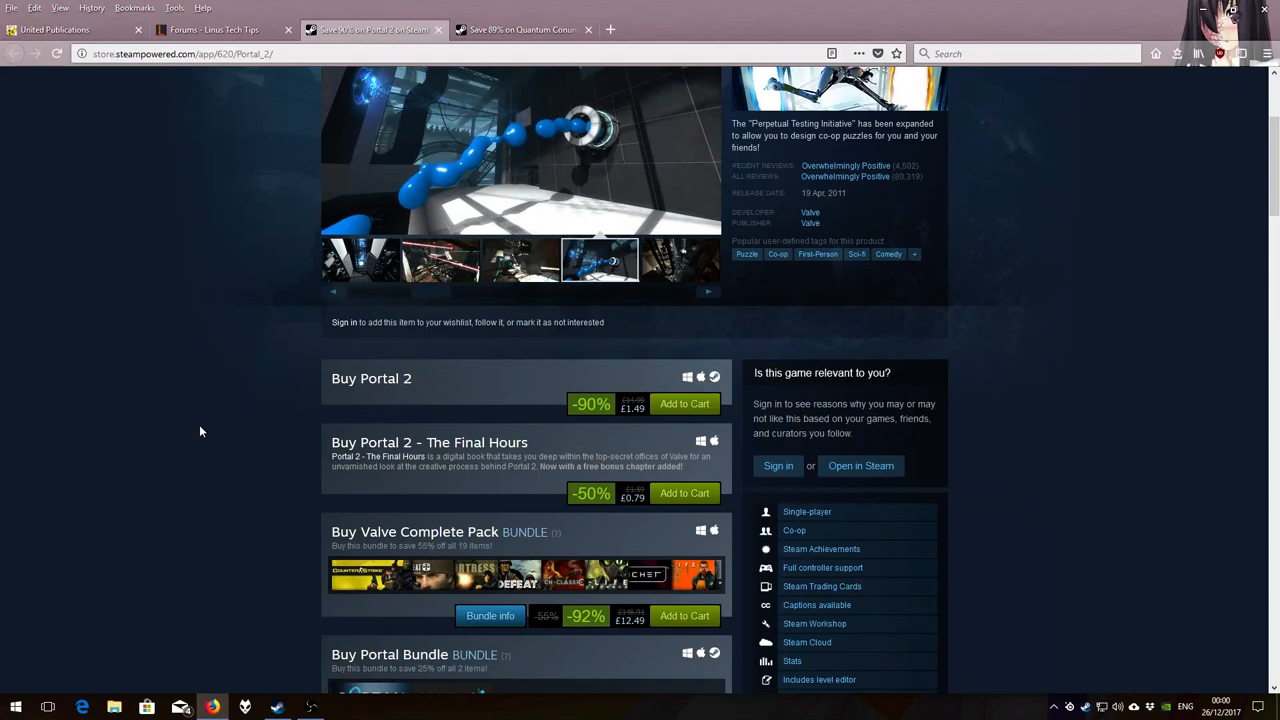 File Edit View History Bookmarks Tools Help
United Publications
Forums - Linus Tech Tips
Save 90% on Portal 2 on Steam
Save 89% on Quantum Conun
store.steampowered.com/app/620/Portal_2/
Search
The "Perpetual Testing Initiative" has been expanded
to allow you to design co-op puzzles for you and your
friends!
RECENT REVIEWS: Overwhelmingly Positive (4,502)
ALL REVIEWS: Overwhelmingly Positive (80,319)
RELEASE DATE: 19 Apr, 2011
DEVELOPER: Valve
PUBLISHER: Valve
Popular user-defined tags for this product:
Puzzle Co-op First-Person Sci-fi Comedy +
Sign in to add this item to your wishlist, follow it, or mark it as not interested
Buy Portal 2
-90% £14.99 £1.49 Add to Cart
Buy Portal 2 - The Final Hours
Portal 2 - The Final Hours is a digital book that takes you deep within the top-secret offices of Valve for an
unvarnished look at the creative process behind Portal 2. Now with a free bonus chapter added!
-50% £1.59 £0.79 Add to Cart
Buy Valve Complete Pack BUNDLE (?)
Buy this bundle to save 55% off all 19 items!
Bundle info -55% -92% £12.49 Add to Cart
Buy Portal Bundle BUNDLE (?)
Buy this bundle to save 25% off all 2 items!
Is this game relevant to you?
Sign in to see reasons why you may or may
not like this based on your games, friends,
and curators you follow.
Sign in or Open in Steam
Single-player
Co-op
Steam Achievements
Full controller support
Steam Trading Cards
CC Captions available
Steam Workshop
Steam Cloud
Stats
Includes level editor
ENG
00:00
26/12/2017